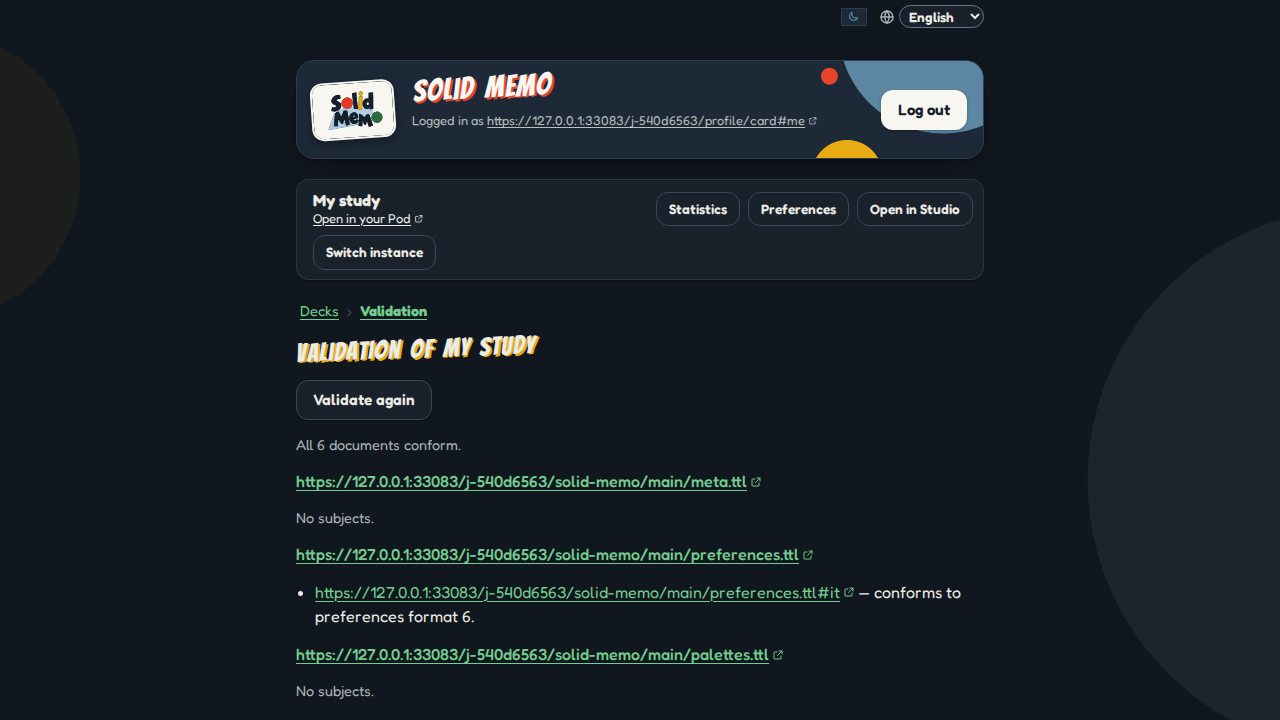 English
Solid Memo
SOLID MEMO
Logged in as https://127.0.0.1:33083/j-540d6563/profile/card#me
Log out
My study
Open in your Pod
Statistics
Preferences
Open in Studio
Switch instance
Decks › Validation
VALIDATION OF MY STUDY
Validate again
All 6 documents conform.
https://127.0.0.1:33083/j-540d6563/solid-memo/main/meta.ttl
No subjects.
https://127.0.0.1:33083/j-540d6563/solid-memo/main/preferences.ttl
• https://127.0.0.1:33083/j-540d6563/solid-memo/main/preferences.ttl#it — conforms to
preferences format 6.
https://127.0.0.1:33083/j-540d6563/solid-memo/main/palettes.ttl
No subjects.